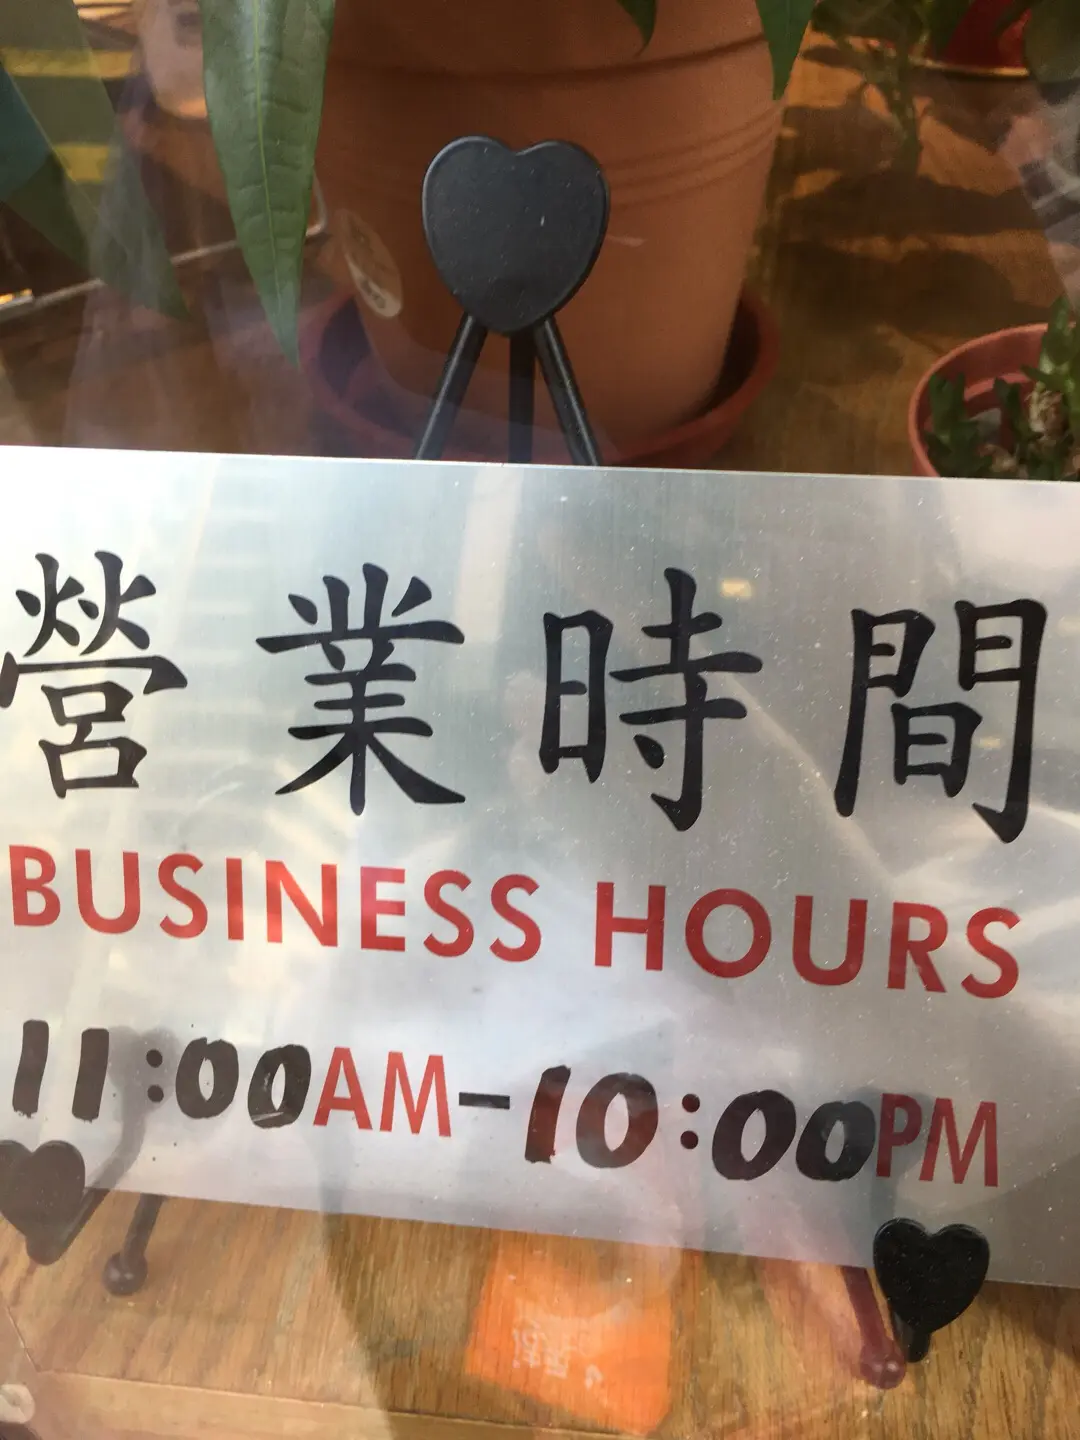 營業時間
BUSINESS HOURS
11:00AM-10:00PM